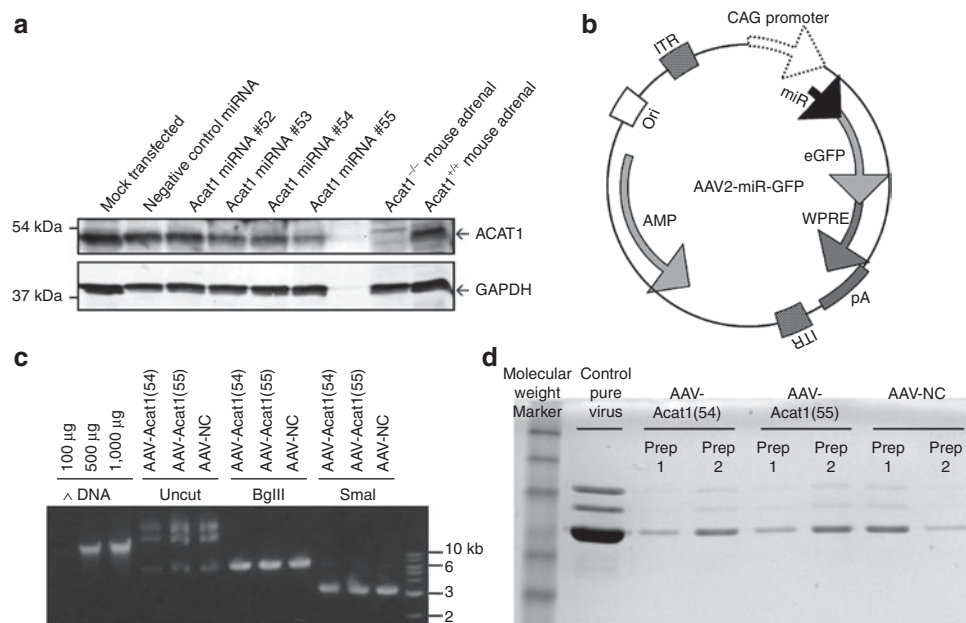 a
Mock transfected
Negative control miRNA
Acat1 miRNA #52
Acat1 miRNA #53
Acat1 miRNA #54
Acat1 miRNA #55
Acat1-/- mouse adrenal
Acat1+/+ mouse adrenal
54 kDa
ACAT1
37 kDa
GAPDH
b
CAG promoter
ITR
Ori
miR
eGFP
AAV2-miR-GFP
WPRE
AMP
pA
ITR
c
100 µg
500 µg
1,000 µg
AAV-Acat1(54)
AAV-Acat1(55)
AAV-NC
AAV-Acat1(54)
AAV-Acat1(55)
AAV-NC
AAV-Acat1(54)
AAV-Acat1(55)
AAV-NC
^ DNA
Uncut
BgIII
SmaI
10 kb
6
3
2
d
Molecular
weight
Marker
Control
pure
virus
AAV-
Acat1(54)
AAV-
Acat1(55)
AAV-NC
Prep
1
Prep
2
Prep
1
Prep
2
Prep
1
Prep
2